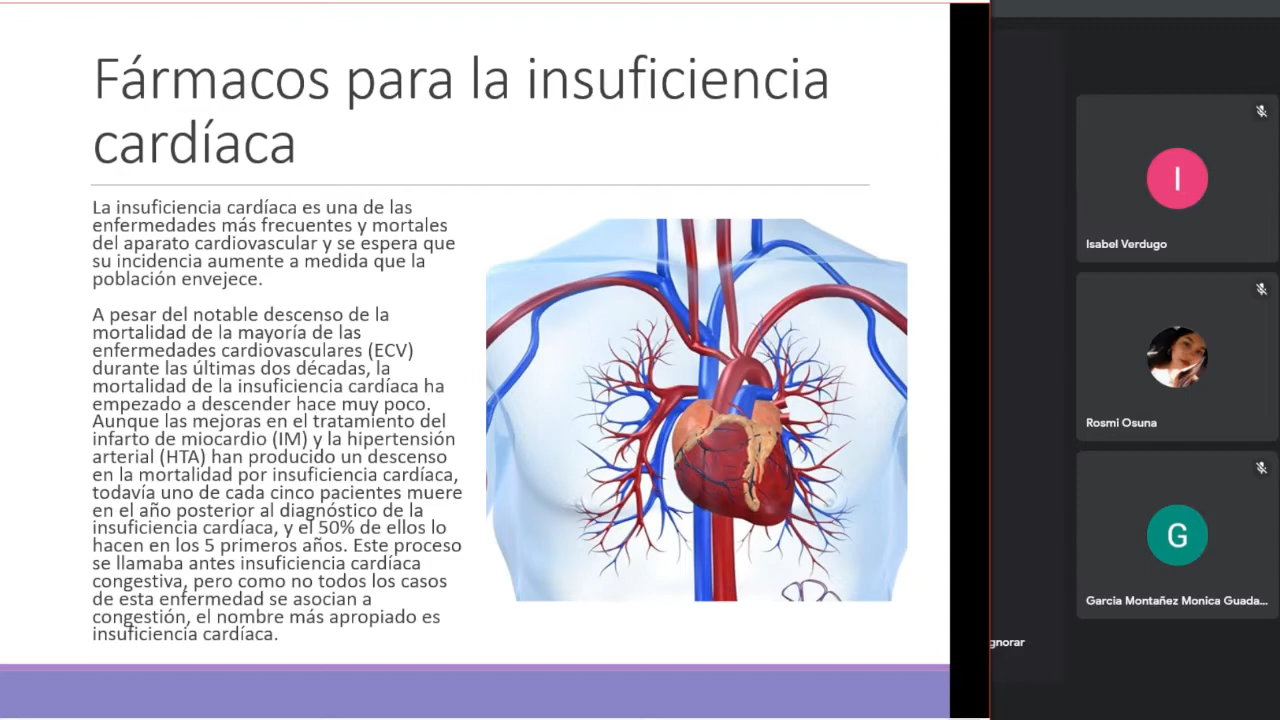 Fármacos para la insuficiencia
cardíaca
La insuficiencia cardíaca es una de las
enfermedades más frecuentes y mortales
del aparato cardiovascular y se espera que
su incidencia aumente a medida que la
población envejece.
A pesar del notable descenso de la
mortalidad de la mayoría de las
enfermedades cardiovasculares (ECV)
durante las últimas dos décadas, la
mortalidad de la insuficiencia cardíaca ha
empezado a descender hace muy poco.
Aunque las mejoras en el tratamiento del
infarto de miocardio (IM) y la hipertensión
arterial (HTA) han producido un descenso
en la mortalidad por insuficiencia cardíaca,
todavía uno de cada cinco pacientes muere
en el año posterior al diagnóstico de la
insuficiencia cardíaca, y el 50% de ellos lo
hacen en los 5 primeros años. Este proceso
se llamaba antes insuficiencia cardíaca
congestiva, pero como no todos los casos
de esta enfermedad se asocian a
congestión, el nombre más apropiado es
insuficiencia cardíaca.
I
Isabel Verdugo
Rosmi Osuna
G
Garcia Montañez Monica Guada...
gnorar